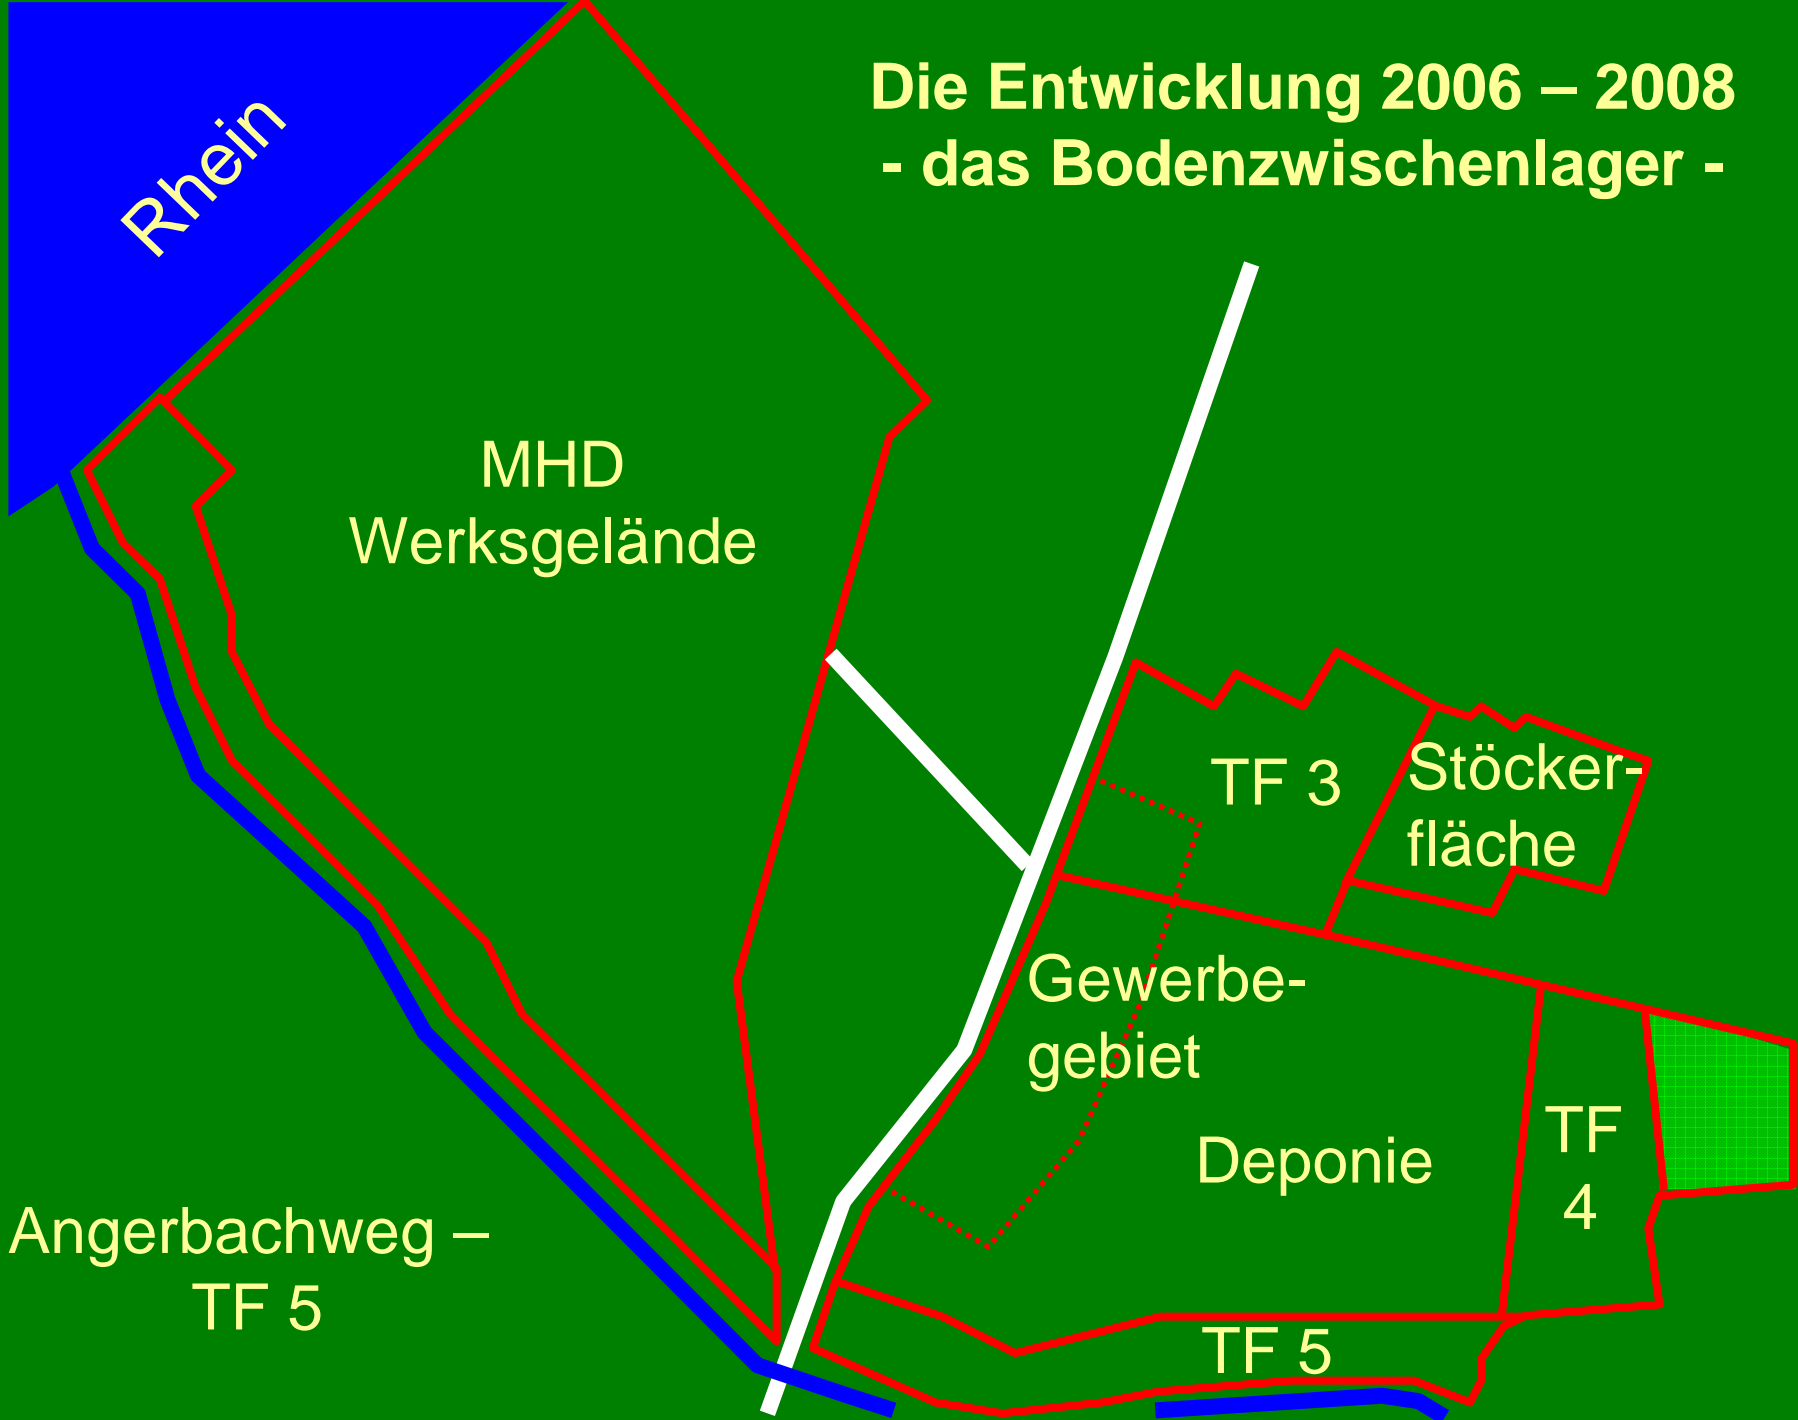 Die Entwicklung 2006 – 2008
- das Bodenzwischenlager -
Rhein
MHD
Werksgelände
TF 3
Stöcker-
fläche
Gewerbe-
gebiet
Deponie
TF
4
Angerbachweg –
TF 5
TF 5